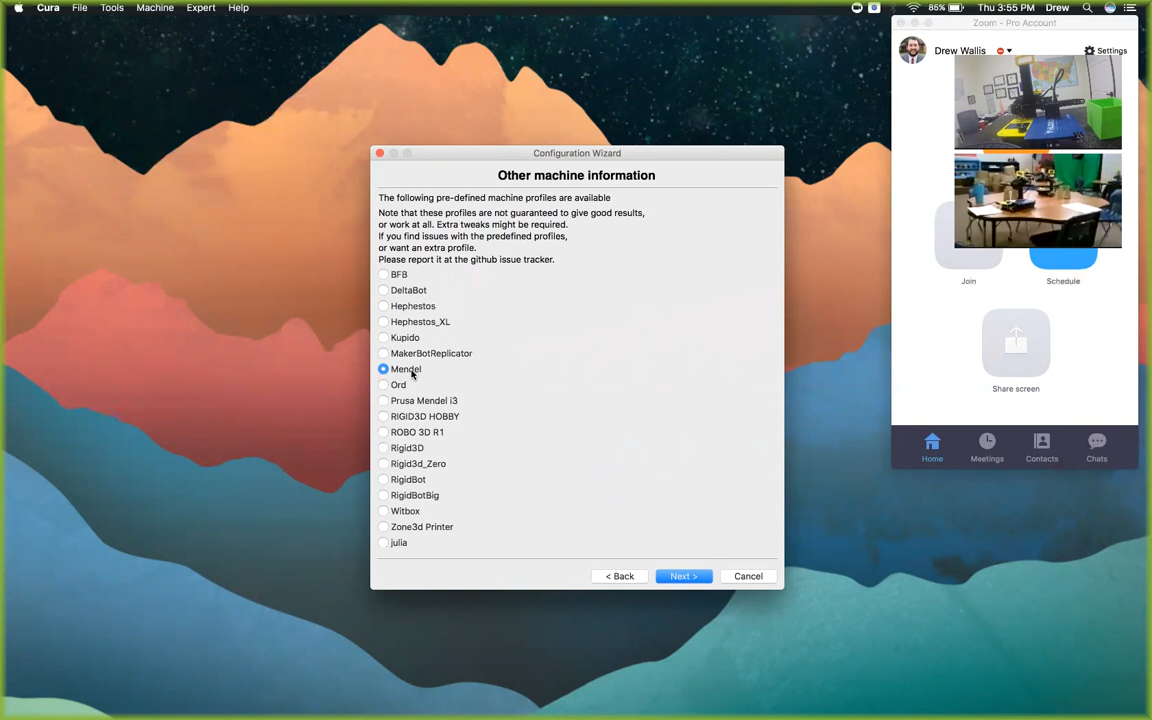 Cura File Tools Machine Expert Help
86% Thu 3:55 PM Drew
Zoom - Pro Account
Drew Wallis
Settings
Configuration Wizard
Other machine information
The following pre-defined machine profiles are available
Note that these profiles are not guaranteed to give good results,
or work at all. Extra tweaks might be required.
If you find issues with the predefined profiles,
or want an extra profile.
Please report it at the github issue tracker.
BFB
DeltaBot
Hephestos
Hephestos_XL
Kupido
MakerBotReplicator
Mendel
Ord
Prusa Mendel i3
RIGID3D HOBBY
ROBO 3D R1
Rigid3D
Rigid3d_Zero
RigidBot
RigidBotBig
Witbox
Zone3d Printer
julia
< Back Next > Cancel
Join Schedule
Share screen
Home Meetings Contacts Chats